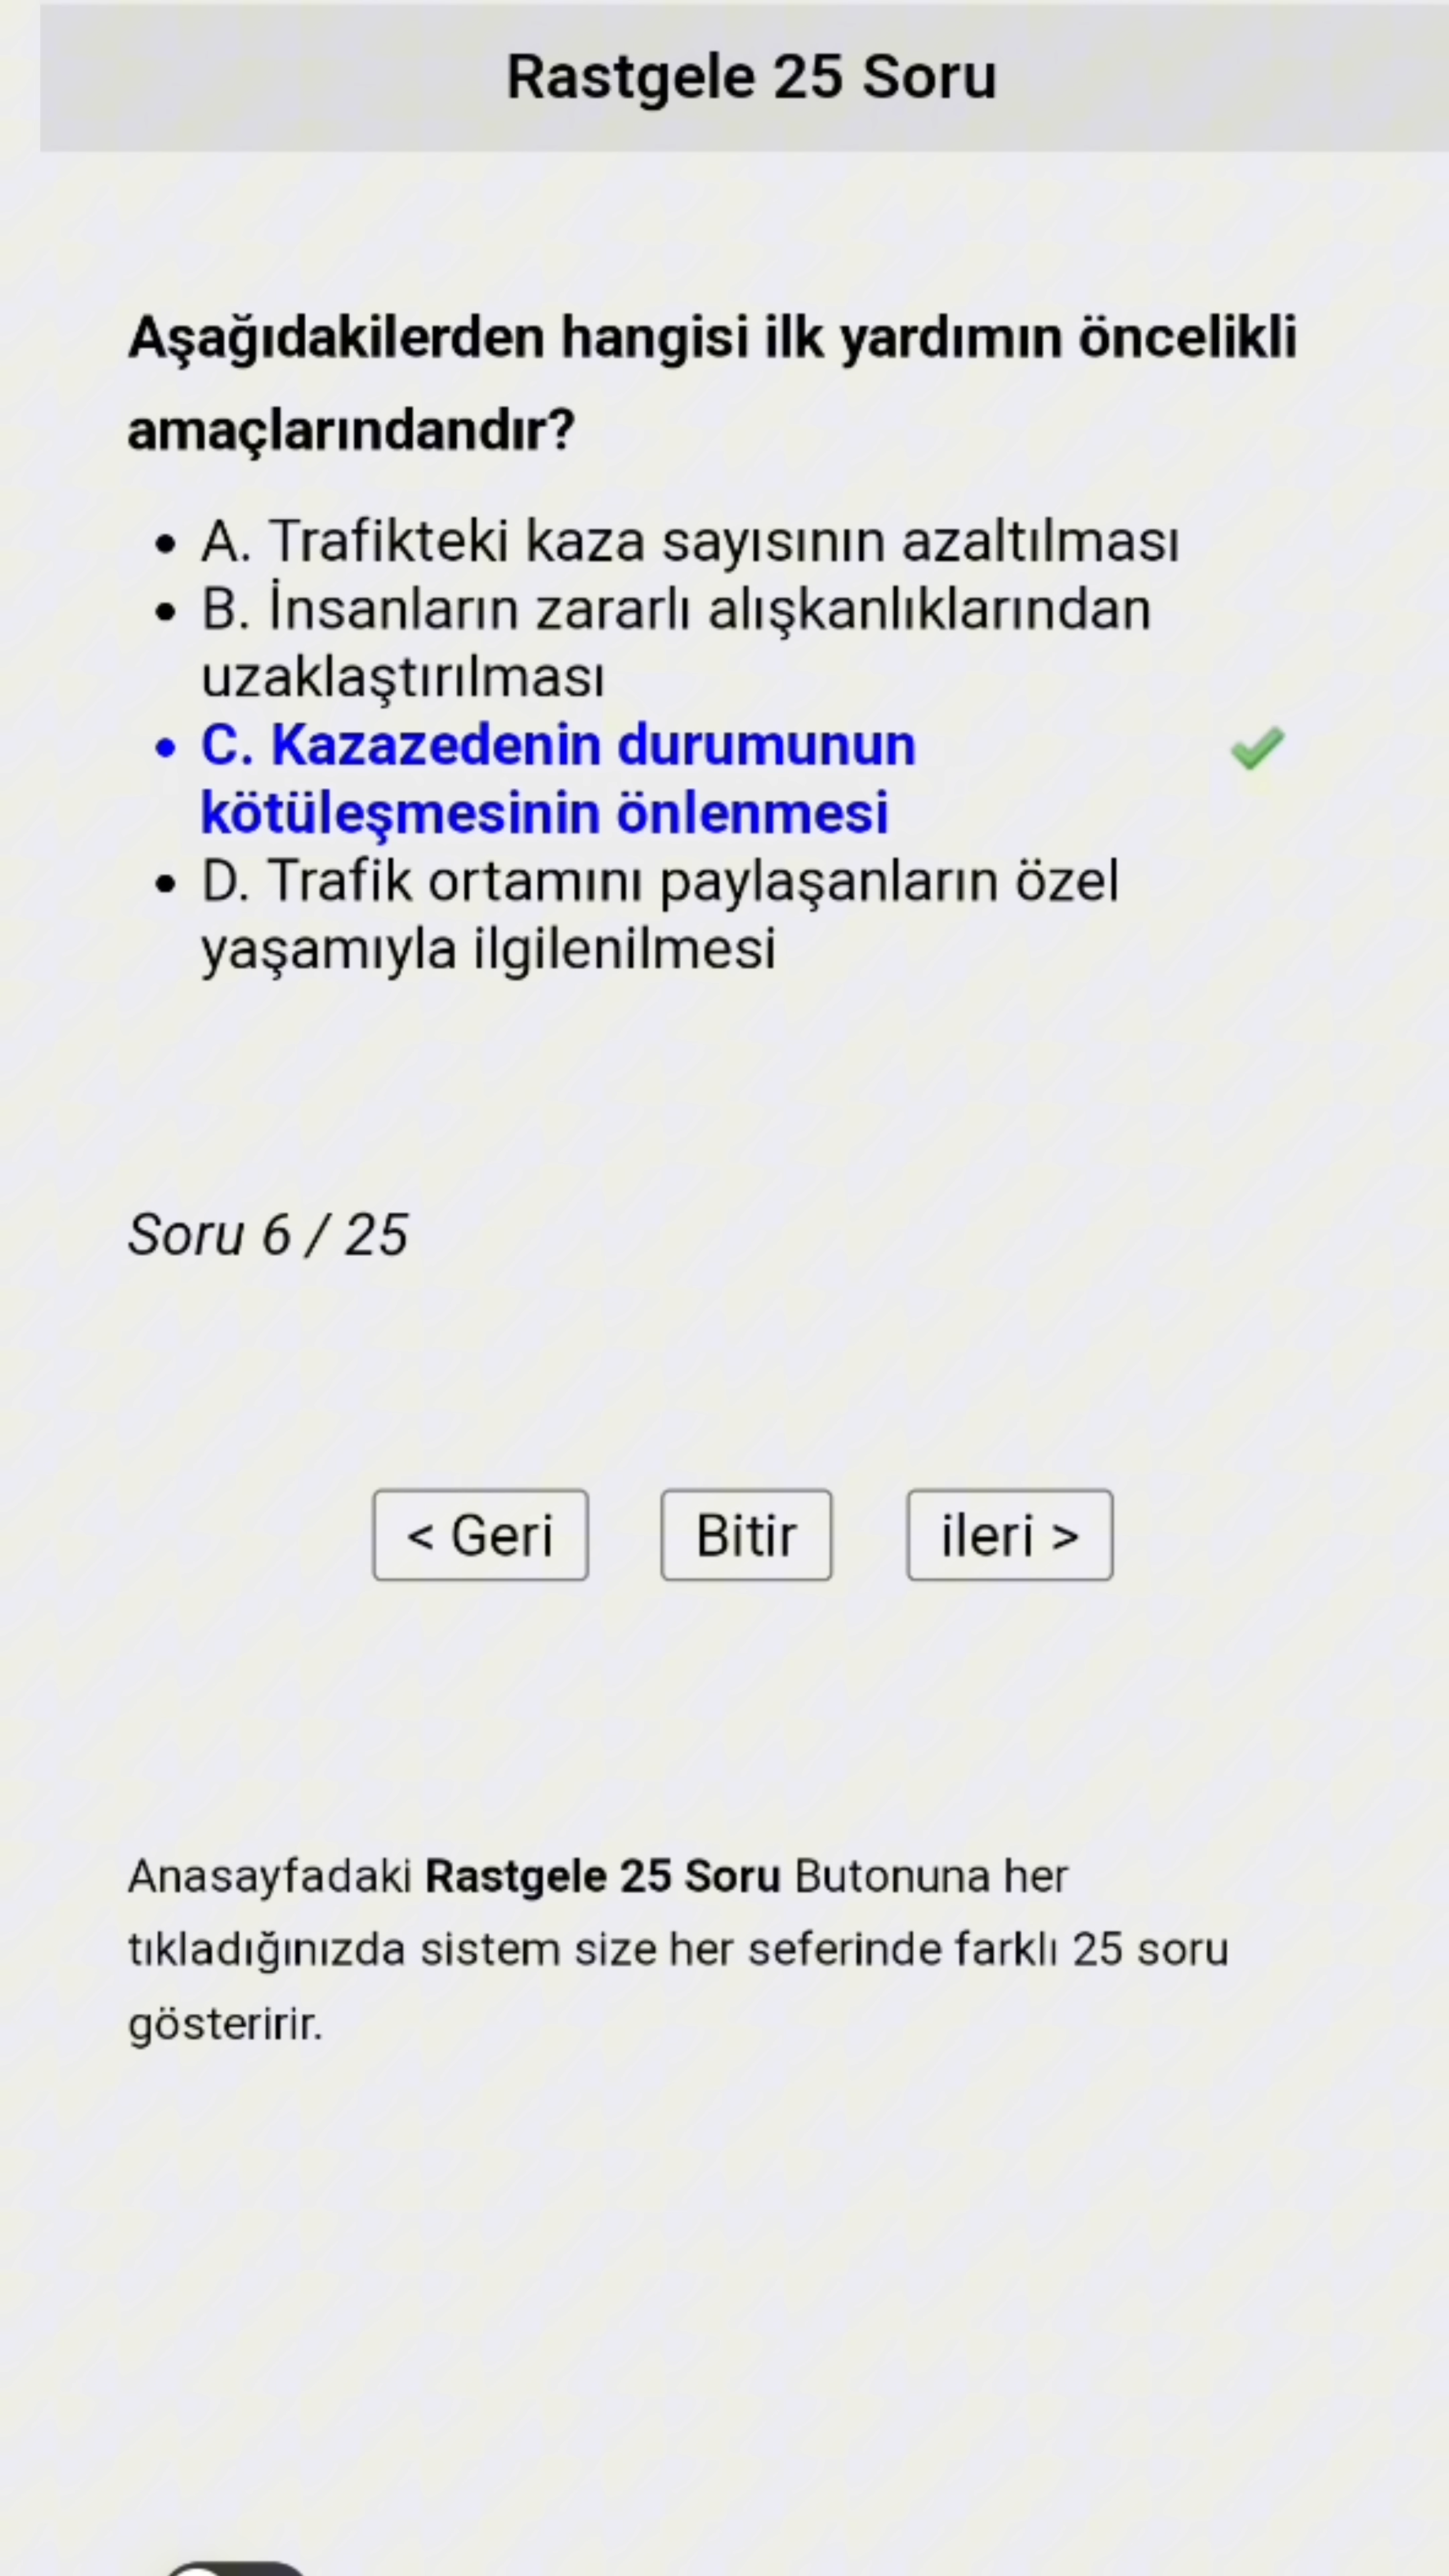 Rastgele 25 Soru
Aşağıdakilerden hangisi ilk yardımın öncelikli
amaçlarındandır?
• A. Trafikteki kaza sayısının azaltılması
• B. İnsanların zararlı alışkanlıklarından
uzaklaştırılması
• C. Kazazedenin durumunun
kötüleşmesinin önlenmesi
• D. Trafik ortamını paylaşanların özel
yaşamıyla ilgilenilmesi
Soru 6 / 25
< Geri Bitir ileri >
Anasayfadaki Rastgele 25 Soru Butonuna her
tıkladığınızda sistem size her seferinde farklı 25 soru
gösteririr.